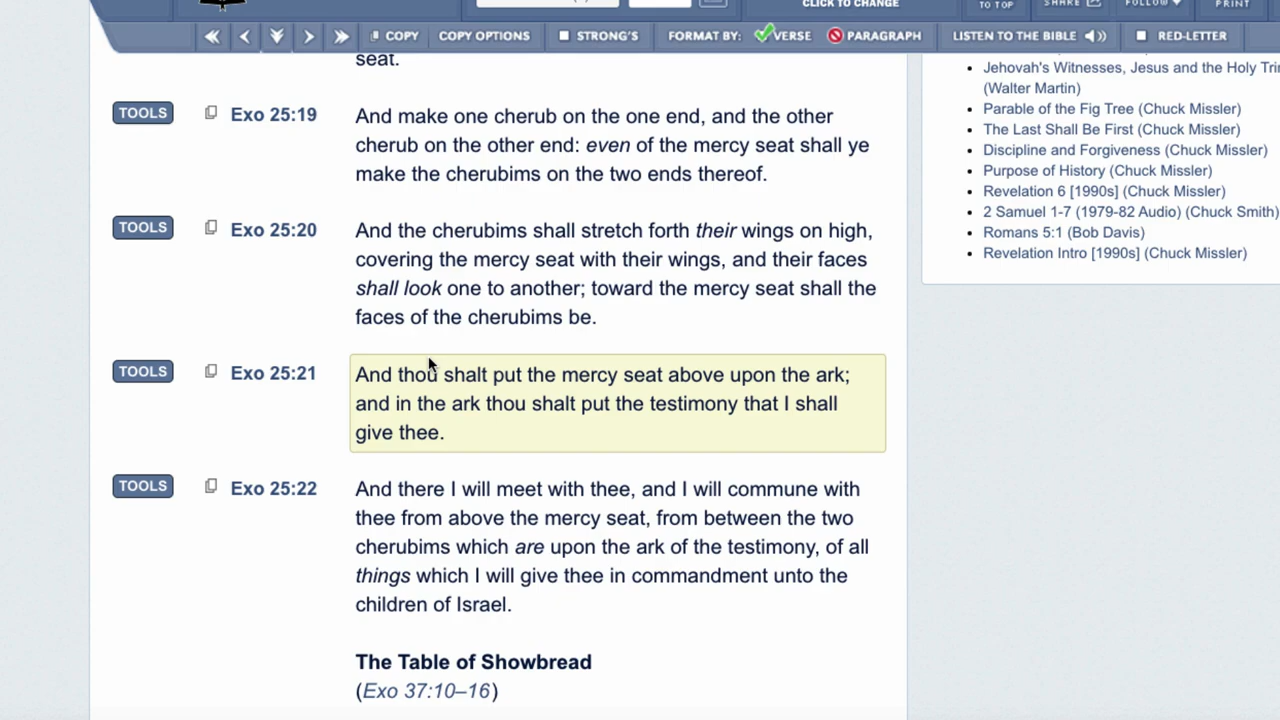 CLICK TO CHANGE
TO TOP
SHARE
FOLLOW
PRINT
COPY
COPY OPTIONS
STRONG'S
FORMAT BY:
VERSE
PARAGRAPH
LISTEN TO THE BIBLE
RED-LETTER
seat.
TOOLS
Exo 25:19
And make one cherub on the one end, and the other
cherub on the other end: even of the mercy seat shall ye
make the cherubims on the two ends thereof.
TOOLS
Exo 25:20
And the cherubims shall stretch forth their wings on high,
covering the mercy seat with their wings, and their faces
shall look one to another; toward the mercy seat shall the
faces of the cherubims be.
TOOLS
Exo 25:21
And thou shalt put the mercy seat above upon the ark;
and in the ark thou shalt put the testimony that I shall
give thee.
TOOLS
Exo 25:22
And there I will meet with thee, and I will commune with
thee from above the mercy seat, from between the two
cherubims which are upon the ark of the testimony, of all
things which I will give thee in commandment unto the
children of Israel.
The Table of Showbread
(Exo 37:10–16)
Jehovah's Witnesses, Jesus and the Holy Tri
(Walter Martin)
Parable of the Fig Tree (Chuck Missler)
The Last Shall Be First (Chuck Missler)
Discipline and Forgiveness (Chuck Missler)
Purpose of History (Chuck Missler)
Revelation 6 [1990s] (Chuck Missler)
2 Samuel 1-7 (1979-82 Audio) (Chuck Smith)
Romans 5:1 (Bob Davis)
Revelation Intro [1990s] (Chuck Missler)